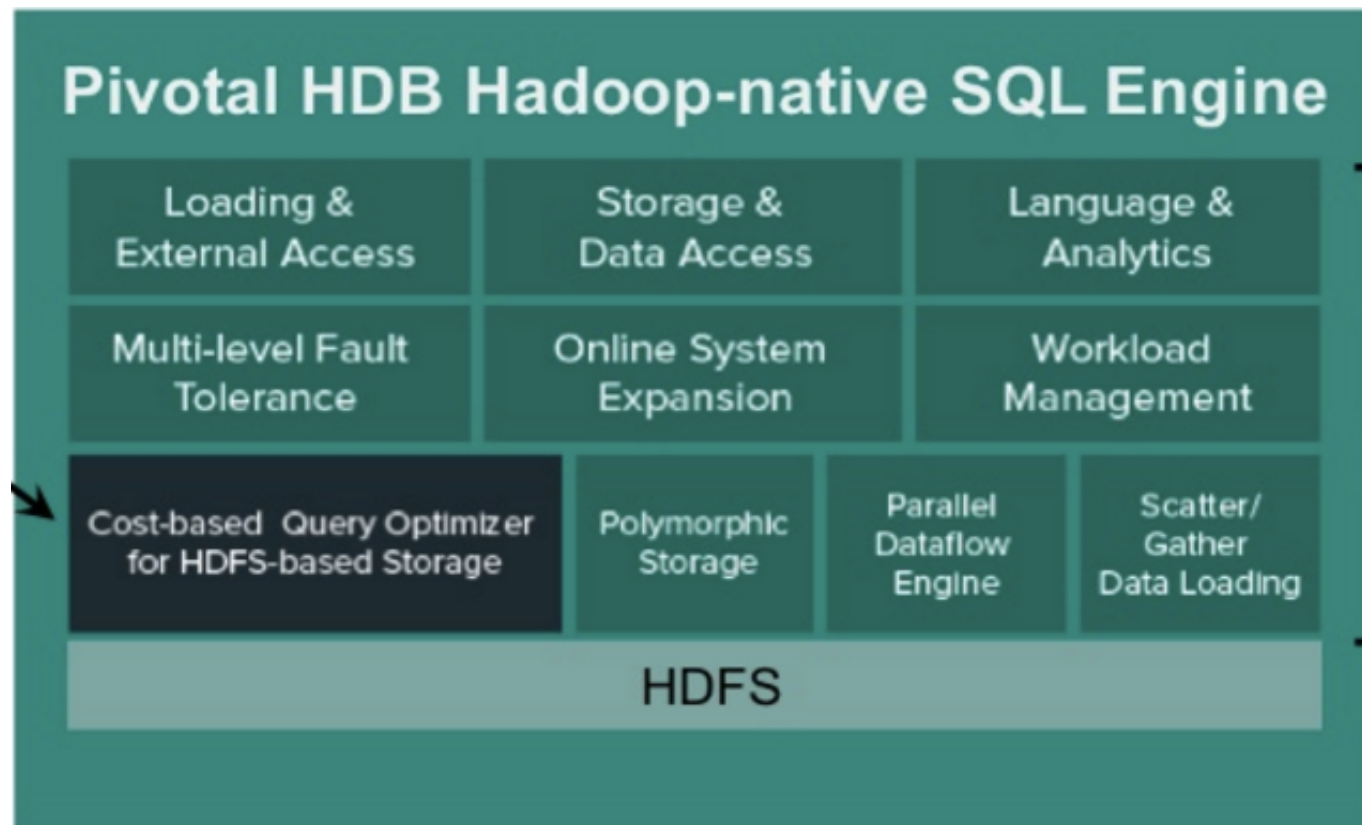 Pivotal HDB Hadoop-native SQL Engine
Loading &
External Access
Storage &
Data Access
Language &
Analytics
Multi-level Fault
Tolerance
Online System
Expansion
Workload
Management
Cost-based Query Optimizer
for HDFS-based Storage
Polymorphic
Storage
Parallel
Dataflow
Engine
Scatter/
Gather
Data Loading
HDFS